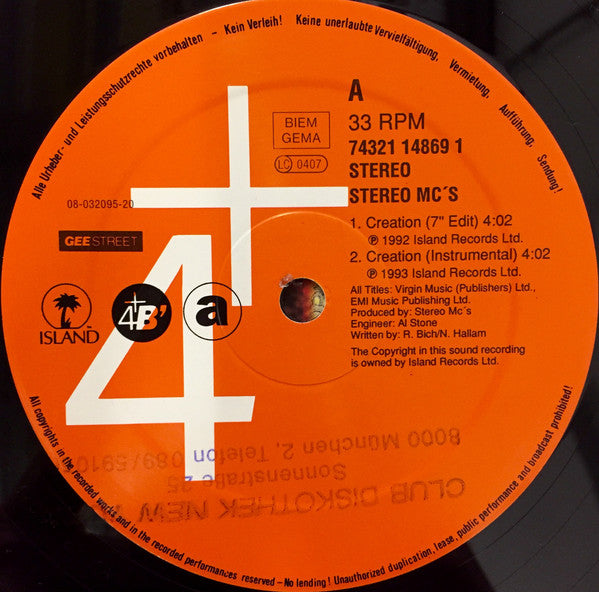 Alle Urheber- und Leistungsschutzrechte vorbehalten – Kein Verleih! Keine unerlaubte Vervielfältigung, Vermietung, Aufführung, Sendung!
A
BIEM
GEMA
LC 0407
33 RPM
74321 14869 1
STEREO
STEREO MC´S
08-032095-20
GEE STREET
ISLAND™
4+B'
a
4+
1. Creation (7" Edit) 4:02
℗ 1992 Island Records Ltd.
2. Creation (Instrumental) 4:02
℗ 1993 Island Records Ltd.
All Titles: Virgin Music (Publishers) Ltd.,
EMI Music Publishing Ltd.
Produced by: Stereo Mc´s
Engineer: Al Stone
Written by: R. Bich/N. Hallam
The Copyright in this sound recording
is owned by Island Records Ltd.
CLUB DISKOTHEK NEW
Sonnenstraße 25
8000 München 2, Telefon 089/5910
All copyrights in the recorded works and in the recorded performances reserved – No lending! Unauthorized duplication, lease, public performance and broadcast prohibited!